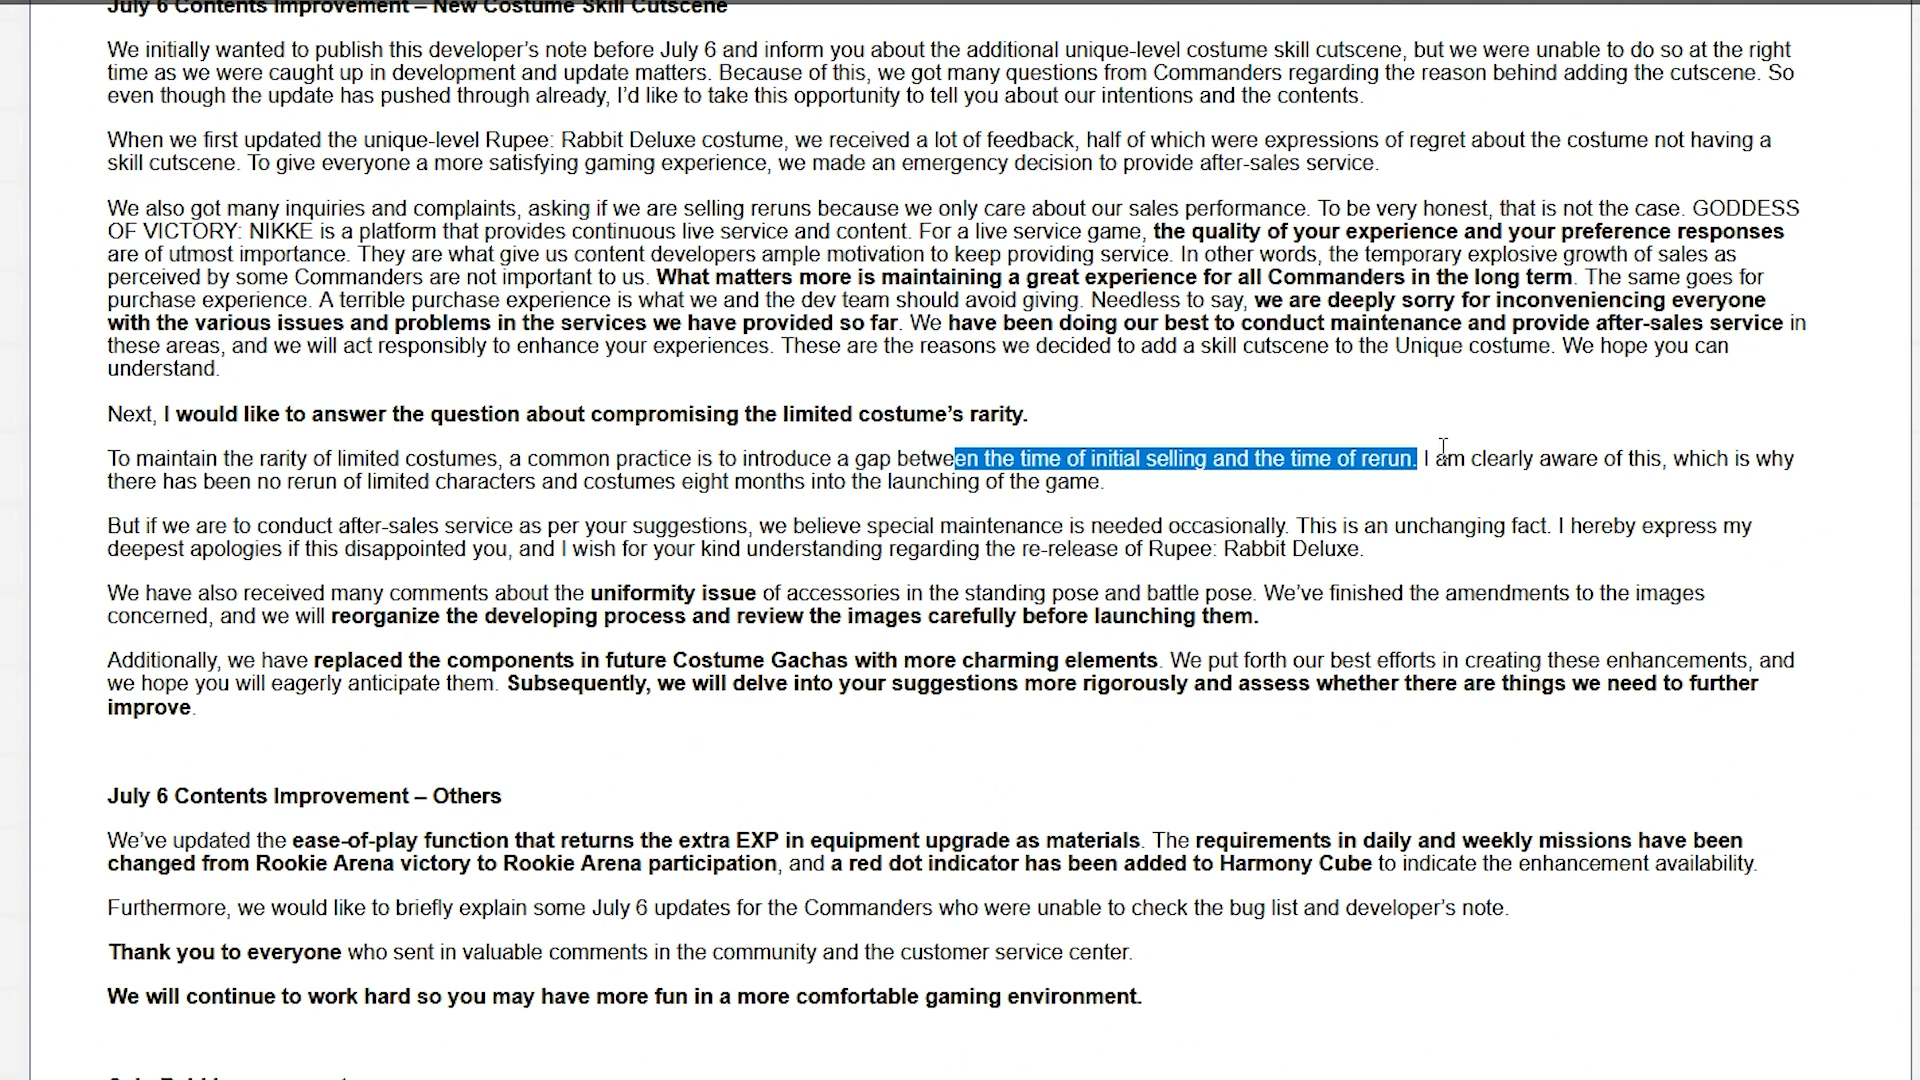 July 6 Contents Improvement – New Costume Skill Cutscene
We initially wanted to publish this developer's note before July 6 and inform you about the additional unique-level costume skill cutscene, but we were unable to do so at the right
time as we were caught up in development and update matters. Because of this, we got many questions from Commanders regarding the reason behind adding the cutscene. So
even though the update has pushed through already, I'd like to take this opportunity to tell you about our intentions and the contents.
When we first updated the unique-level Rupee: Rabbit Deluxe costume, we received a lot of feedback, half of which were expressions of regret about the costume not having a
skill cutscene. To give everyone a more satisfying gaming experience, we made an emergency decision to provide after-sales service.
We also got many inquiries and complaints, asking if we are selling reruns because we only care about our sales performance. To be very honest, that is not the case. GODDESS
OF VICTORY: NIKKE is a platform that provides continuous live service and content. For a live service game, the quality of your experience and your preference responses
are of utmost importance. They are what give us content developers ample motivation to keep providing service. In other words, the temporary explosive growth of sales as
perceived by some Commanders are not important to us. What matters more is maintaining a great experience for all Commanders in the long term. The same goes for
purchase experience. A terrible purchase experience is what we and the dev team should avoid giving. Needless to say, we are deeply sorry for inconveniencing everyone
with the various issues and problems in the services we have provided so far. We have been doing our best to conduct maintenance and provide after-sales service in
these areas, and we will act responsibly to enhance your experiences. These are the reasons we decided to add a skill cutscene to the Unique costume. We hope you can
understand.
Next, I would like to answer the question about compromising the limited costume's rarity.
To maintain the rarity of limited costumes, a common practice is to introduce a gap between the time of initial selling and the time of rerun. I am clearly aware of this, which is why
there has been no rerun of limited characters and costumes eight months into the launching of the game.
But if we are to conduct after-sales service as per your suggestions, we believe special maintenance is needed occasionally. This is an unchanging fact. I hereby express my
deepest apologies if this disappointed you, and I wish for your kind understanding regarding the re-release of Rupee: Rabbit Deluxe.
We have also received many comments about the uniformity issue of accessories in the standing pose and battle pose. We've finished the amendments to the images
concerned, and we will reorganize the developing process and review the images carefully before launching them.
Additionally, we have replaced the components in future Costume Gachas with more charming elements. We put forth our best efforts in creating these enhancements, and
we hope you will eagerly anticipate them. Subsequently, we will delve into your suggestions more rigorously and assess whether there are things we need to further
improve.
July 6 Contents Improvement – Others
We've updated the ease-of-play function that returns the extra EXP in equipment upgrade as materials. The requirements in daily and weekly missions have been
changed from Rookie Arena victory to Rookie Arena participation, and a red dot indicator has been added to Harmony Cube to indicate the enhancement availability.
Furthermore, we would like to briefly explain some July 6 updates for the Commanders who were unable to check the bug list and developer's note.
Thank you to everyone who sent in valuable comments in the community and the customer service center.
We will continue to work hard so you may have more fun in a more comfortable gaming environment.